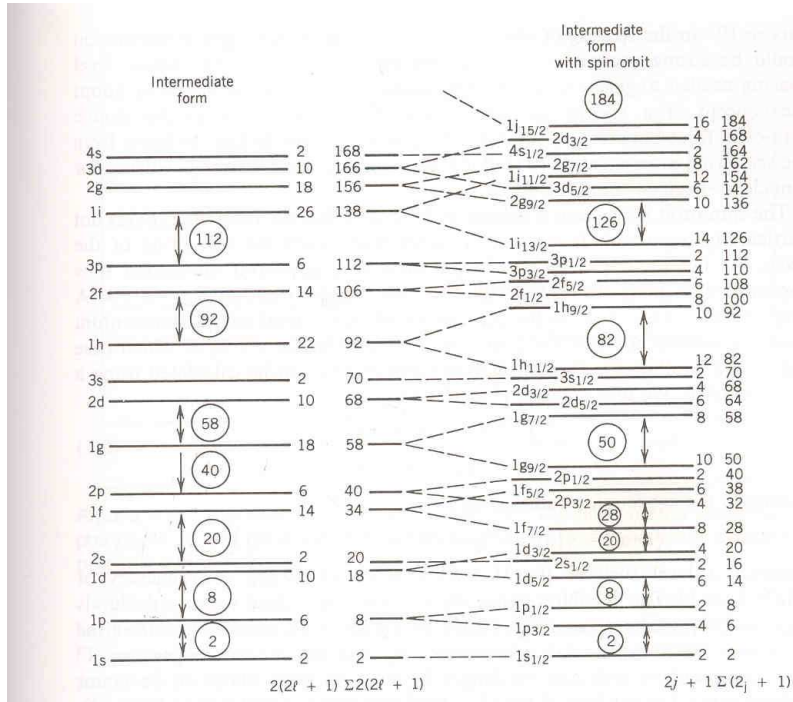 Intermediate
form
Intermediate
form
with spin orbit
184
1j15/2 16 184
2d3/2 4 168
4s 2 168 4s1/2 2 164
3d 10 166 2g7/2 8 162
2g 18 156 1i11/2 12 154
3d5/2 6 142
1i 26 138 2g9/2 10 136
112 126
1i13/2 14 126
3p 6 112 3p1/2 2 112
3p3/2 4 110
2f 14 106 2f5/2 6 108
2f1/2 8 100
92 1h9/2 10 92
1h 22 92 82
1h11/2 12 82
3s 2 70 3s1/2 2 70
2d 10 68 2d3/2 4 68
2d5/2 6 64
58 1g7/2 8 58
1g 18 58 50
40 1g9/2 10 50
2p 6 40 2p1/2 2 40
1f 14 34 1f5/2 6 38
2p3/2 4 32
28
20 1f7/2 8 28
20
2s 2 20 1d3/2 4 20
1d 10 18 2s1/2 2 16
1d5/2 6 14
8 8
1p 6 8 1p1/2 2 8
1p3/2 4 6
2 2
1s 2 2 1s1/2 2 2
2(2ℓ + 1) Σ2(2ℓ + 1) 2j + 1 Σ(2j + 1)